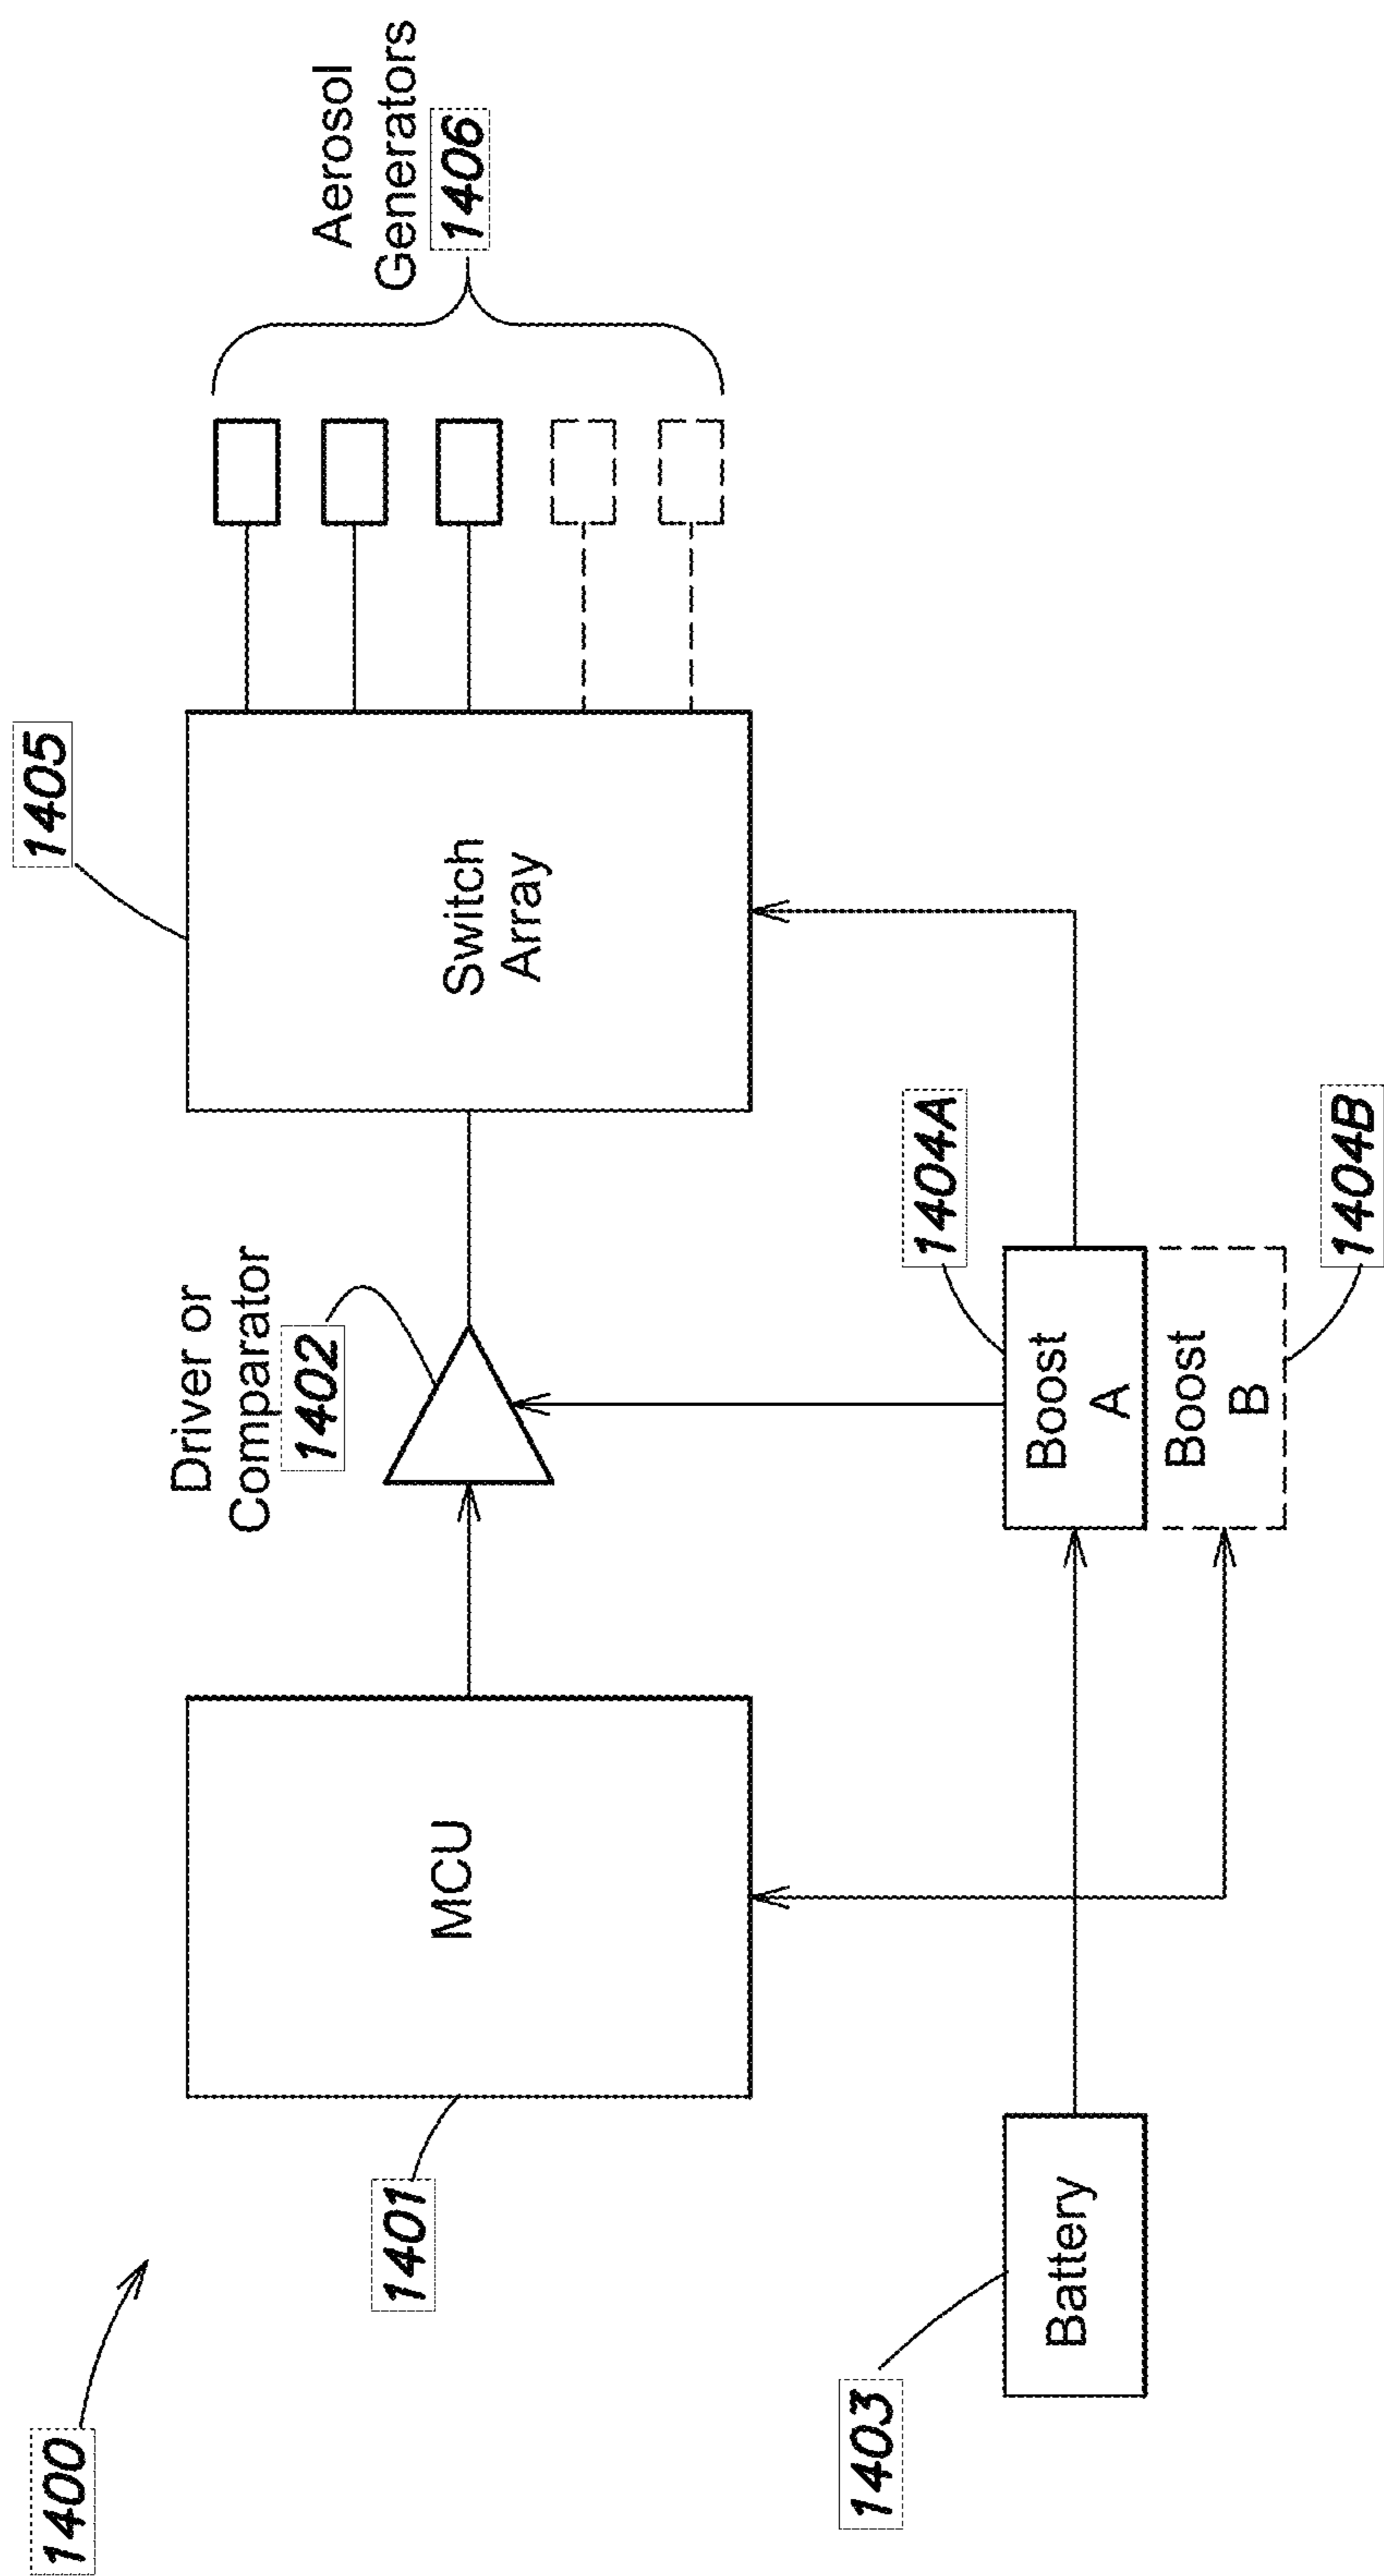 1400
1401
MCU
Driver or
Comparator
1402
1405
Switch
Array
Aerosol
Generators
1406
1403
Battery
1404A
Boost
A
Boost
B
1404B